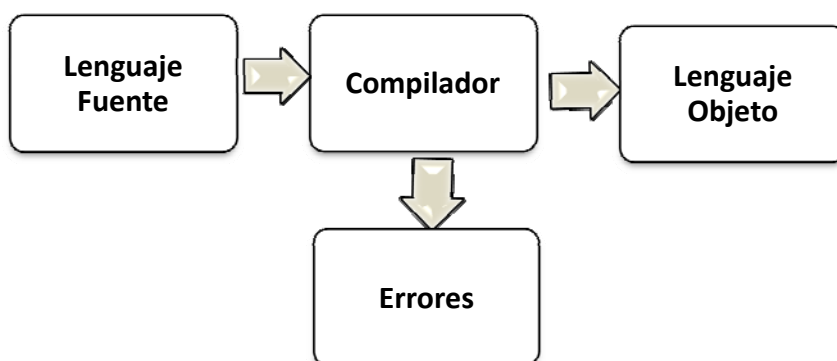 Lenguaje
Fuente
Compilador
Lenguaje
Objeto
Errores